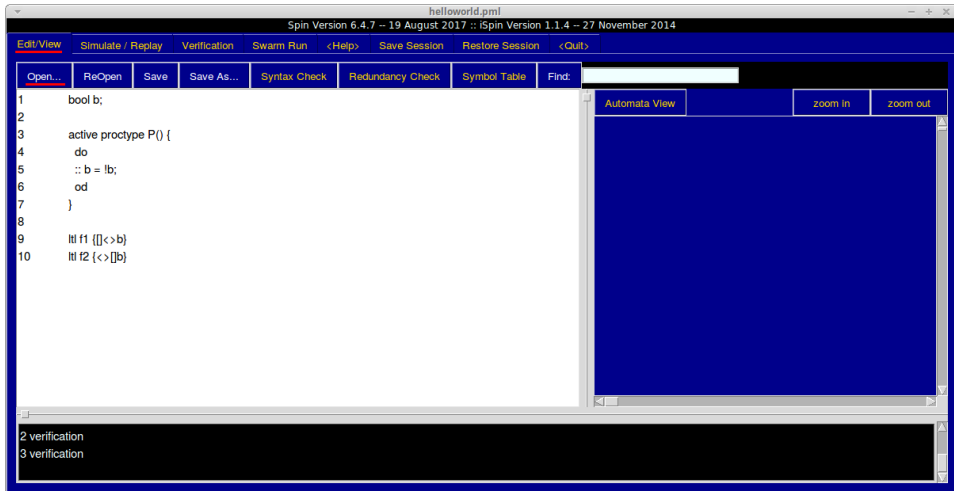 helloworld.pml
Spin Version 6.4.7 -- 19 August 2017 :: iSpin Version 1.1.4 -- 27 November 2014
Edit/View Simulate / Replay Verification Swarm Run <Help> Save Session Restore Session <Quit>
Open... ReOpen Save Save As... Syntax Check Redundancy Check Symbol Table Find:
Automata View zoom in zoom out
1 bool b;
2
3 active proctype P() {
4 do
5 :: b = !b;
6 od
7 }
8
9 ltl f1 {[]<>b}
10 ltl f2 {<>[]b}
2 verification
3 verification